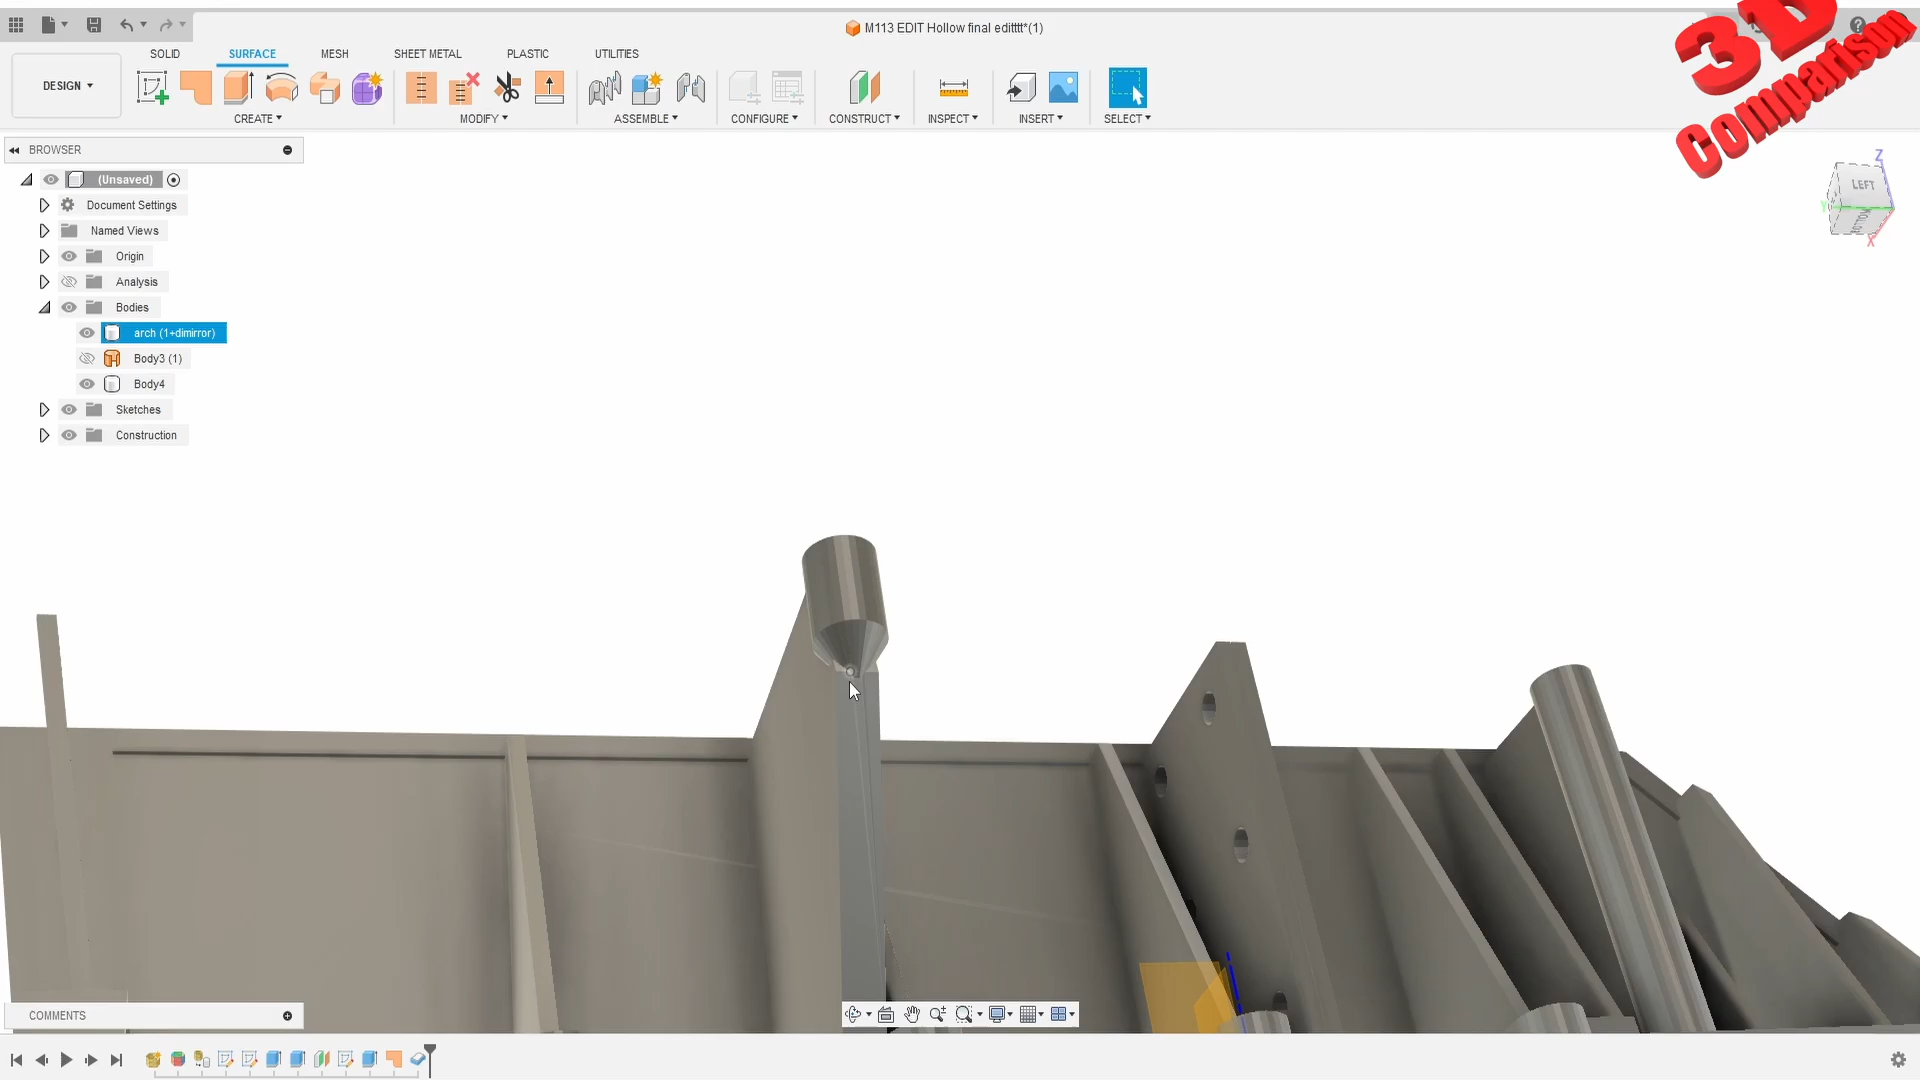 M113 EDIT Hollow final editttt*(1)
3D
Comparison
SOLID
SURFACE
MESH
SHEET METAL
PLASTIC
UTILITIES
DESIGN
CREATE
MODIFY
ASSEMBLE
CONFIGURE
CONSTRUCT
INSPECT
INSERT
SELECT
BROWSER
(Unsaved)
Document Settings
Named Views
Origin
Analysis
Bodies
arch (1+dimirror)
Body3 (1)
Body4
Sketches
Construction
Z
LEFT
Y
BOTTOM
X
COMMENTS